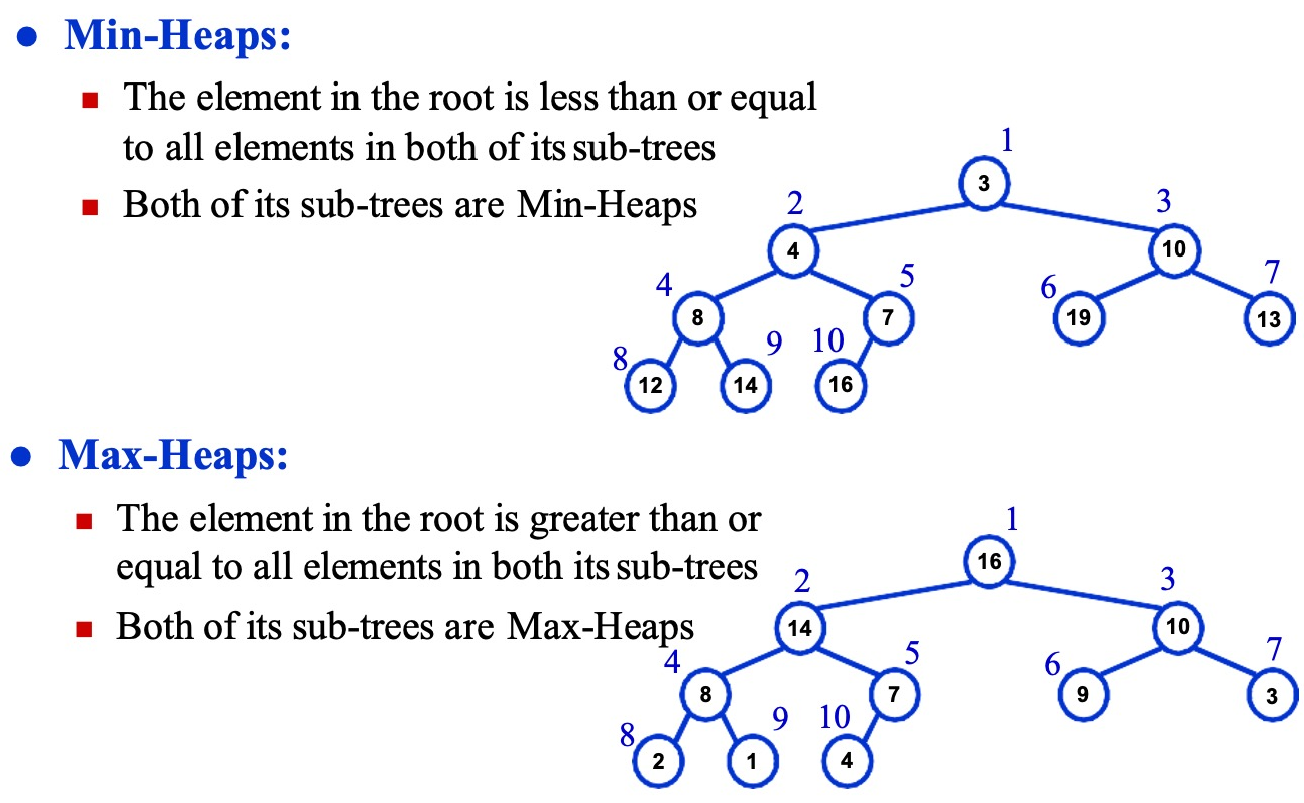 ● Min-Heaps:
■ The element in the root is less than or equal
to all elements in both of its sub-trees
■ Both of its sub-trees are Min-Heaps
1
3
2 3
4 10
4 5 6 7
8 7 19 13
8 9 10
12 14 16
● Max-Heaps:
■ The element in the root is greater than or
equal to all elements in both its sub-trees
■ Both of its sub-trees are Max-Heaps
1
16
2 3
14 10
4 5 6 7
8 7 9 3
8 9 10
2 1 4